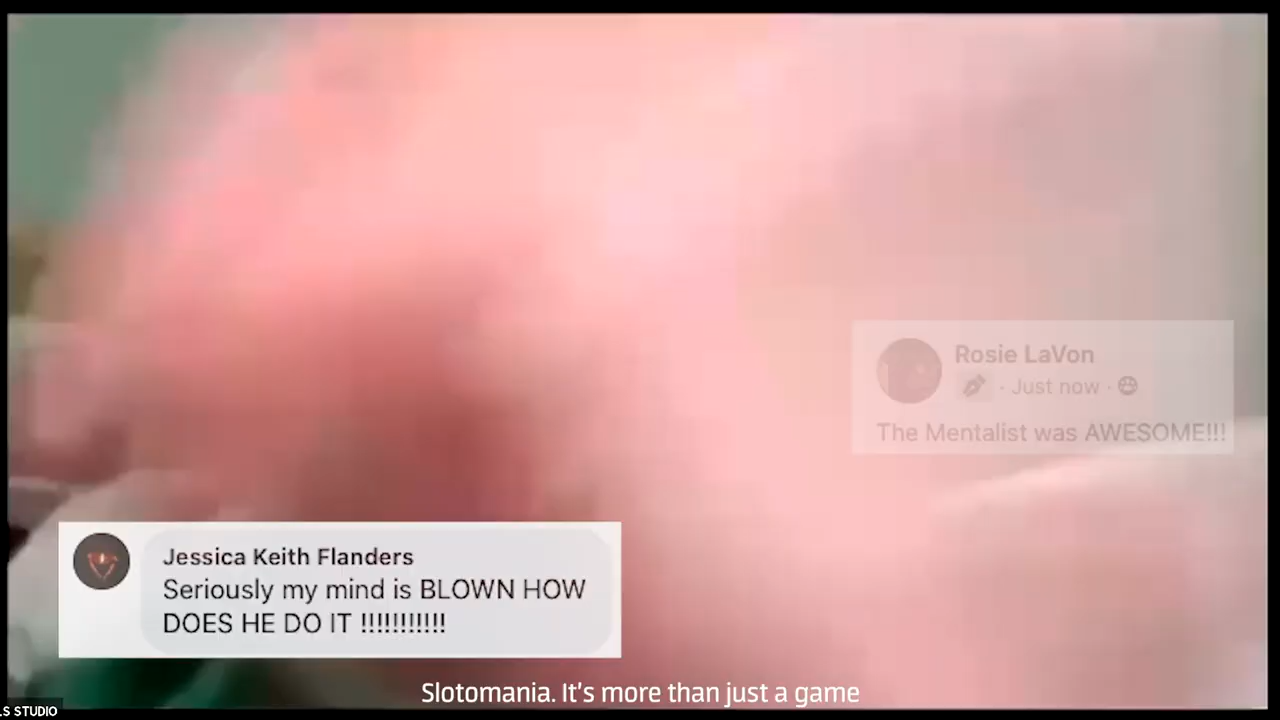 Rosie LaVon
· Just now ·
The Mentalist was AWESOME!!!
Jessica Keith Flanders
Seriously my mind is BLOWN HOW
DOES HE DO IT !!!!!!!!!!!
Slotomania. It's more than just a game
LS STUDIO